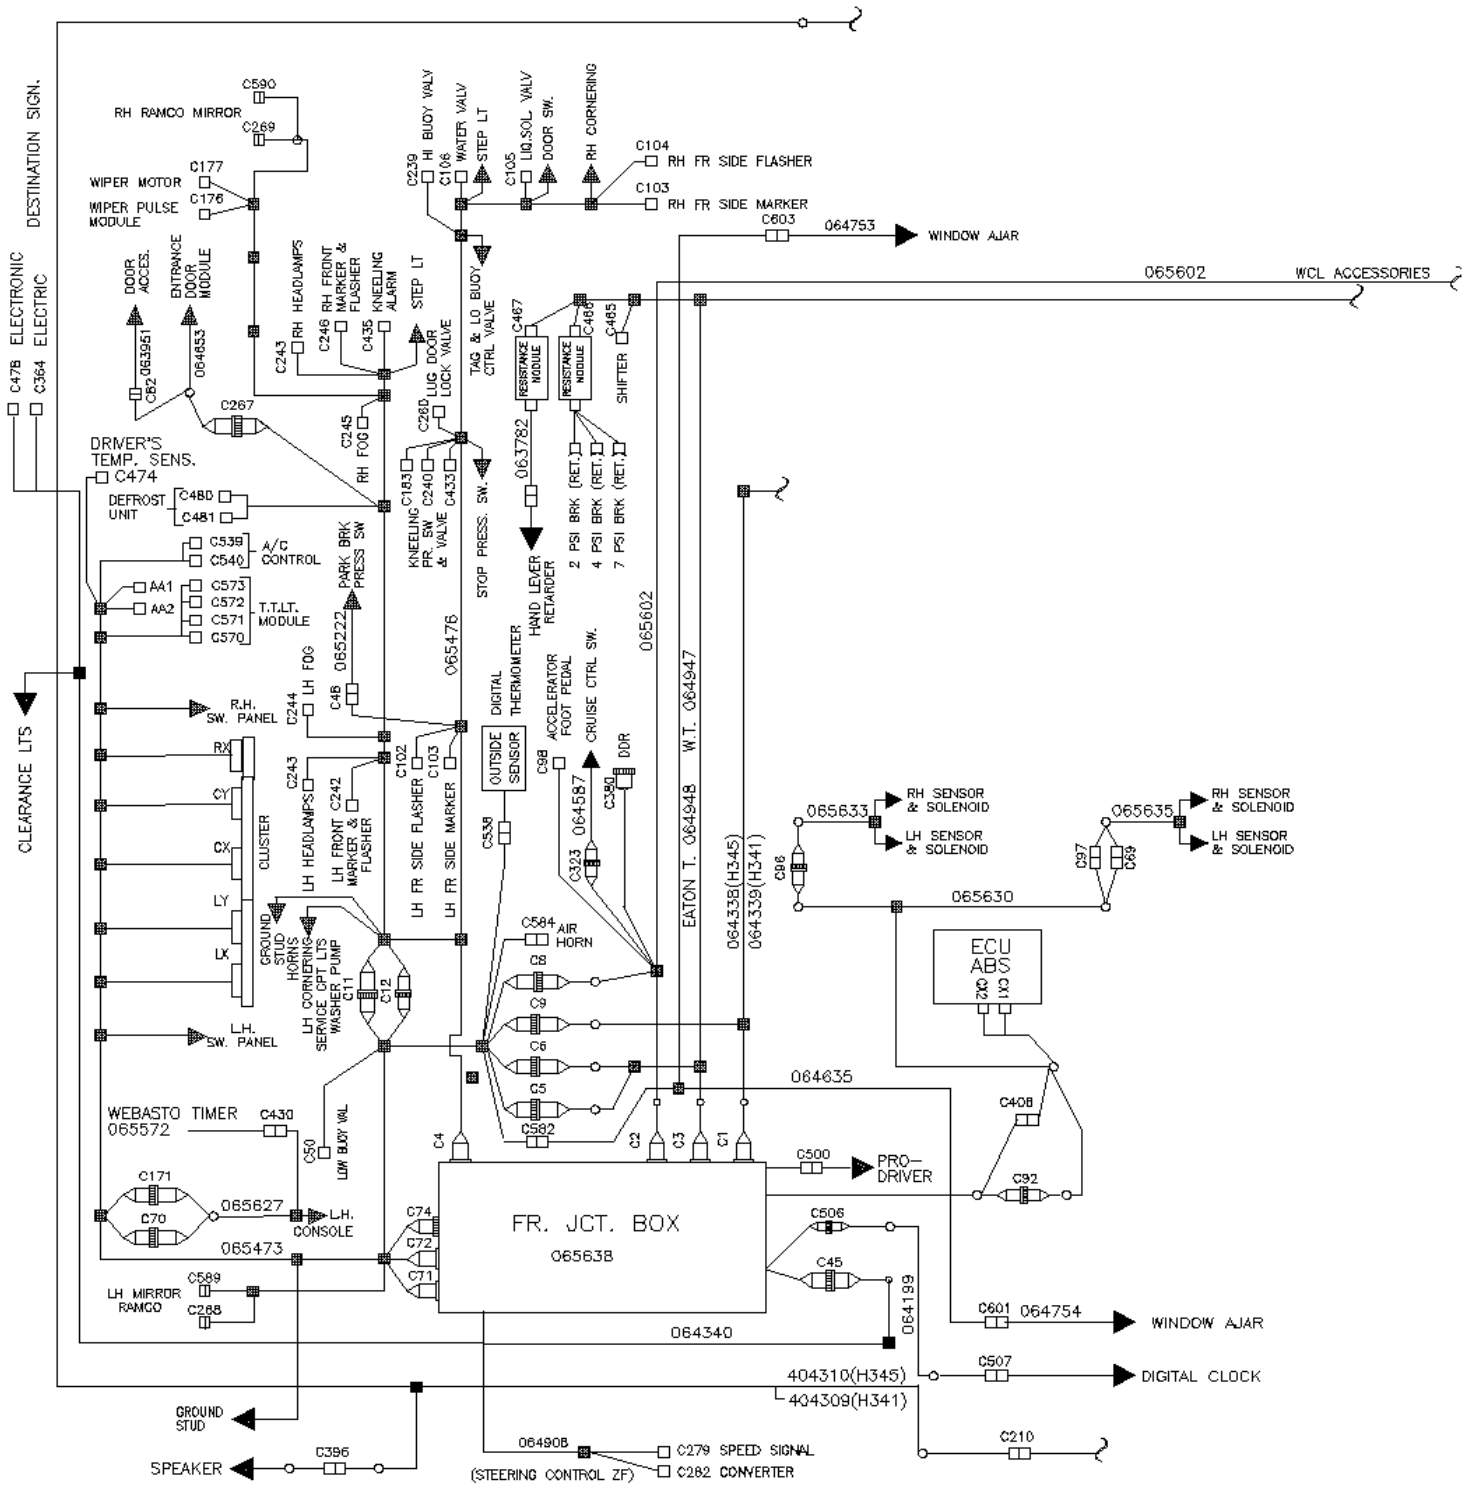 C590
RH RAMCO MIRROR
C269
C177
WIPER MOTOR
C176
WIPER PULSE
MODULE
DESTINATION SIGN.
C478 ELECTRONIC
C364 ELECTRIC
DOOR
ACCES.
ENTRANCE
DOOR
MODULE
063951
C82
064653
C267
DRIVER'S
TEMP. SENS.
C474
DEFROST
UNIT
C480
C481
C539
C540
A/C
CONTROL
AA1
AA2
C573
C572
C571
C570
T.T.LT.
MODULE
C243
RH HEADLAMPS
C246
RH FRONT
MARKER &
FLASHER
C435
KNEELING
ALARM
STEP LT
C245
RH FOG
C239
HI BUOY VALV
C106
WATER VALV
STEP LT
C105
LIQ.SOL VALV
DOOR SW.
RH CORNERING
C104
RH FR SIDE FLASHER
C103
RH FR SIDE MARKER
TAG & LO BUOY
CTRL VALVE
C260
LUG DOOR
LOCK VALVE
C183
C240
C433
KNEELING
PR. SW
& VALVE
STOP PRESS. SW.
C603
064753
WINDOW AJAR
065602
WCL ACCESSORIES
C467
RESISTANCE
MODULE
C466
RESISTANCE
MODULE
C465
SHIFTER
063782
HAND LEVER
RETARDER
2 PSI BRK (RET.)
4 PSI BRK (RET.)
7 PSI BRK (RET.)
PARK BRK
PRESS SW
065222
C48
065476
065602
CLEARANCE LTS
R.H.
SW. PANEL
RX
CY
CX
LY
LX
CLUSTER
L.H.
SW. PANEL
C244
LH FOG
C243
LH HEADLAMPS
C242
LH FRONT
MARKER &
FLASHER
C102
LH FR SIDE FLASHER
C103
LH FR SIDE MARKER
DIGITAL
THERMOMETER
OUTSIDE
SENSOR
C538
C98
ACCELERATOR
FOOT PEDAL
CRUISE CTRL SW.
064587
C323
DDR
C380
EATON T. 064948 W.T. 064947
064338(H345)
064339(H341)
GROUND
STUD
HORNS
LH CORNERING
SERVICE CPT LTS
WASHER PUMP
C11
C12
C584
AIR
HORN
C8
C9
C6
C5
C582
C96
065633
RH SENSOR
& SOLENOID
LH SENSOR
& SOLENOID
C97
C69
065635
RH SENSOR
& SOLENOID
LH SENSOR
& SOLENOID
065630
ECU
ABS
CX2
CX1
064635
C408
C92
WEBASTO TIMER
065572
C430
C50
LOW BUOY VAL
C171
C70
065627
L.H.
CONSOLE
065473
C589
LH MIRROR
RAMCO
C268
C4
C2
C3
C1
C74
C72
C71
FR. JCT. BOX
065638
C500
PRO-
DRIVER
C506
C45
064199
064340
C601
064754
WINDOW AJAR
404310(H345)
404309(H341)
C507
DIGITAL CLOCK
GROUND
STUD
SPEAKER
C396
064908
(STEERING CONTROL ZF)
C279 SPEED SIGNAL
C282 CONVERTER
C210